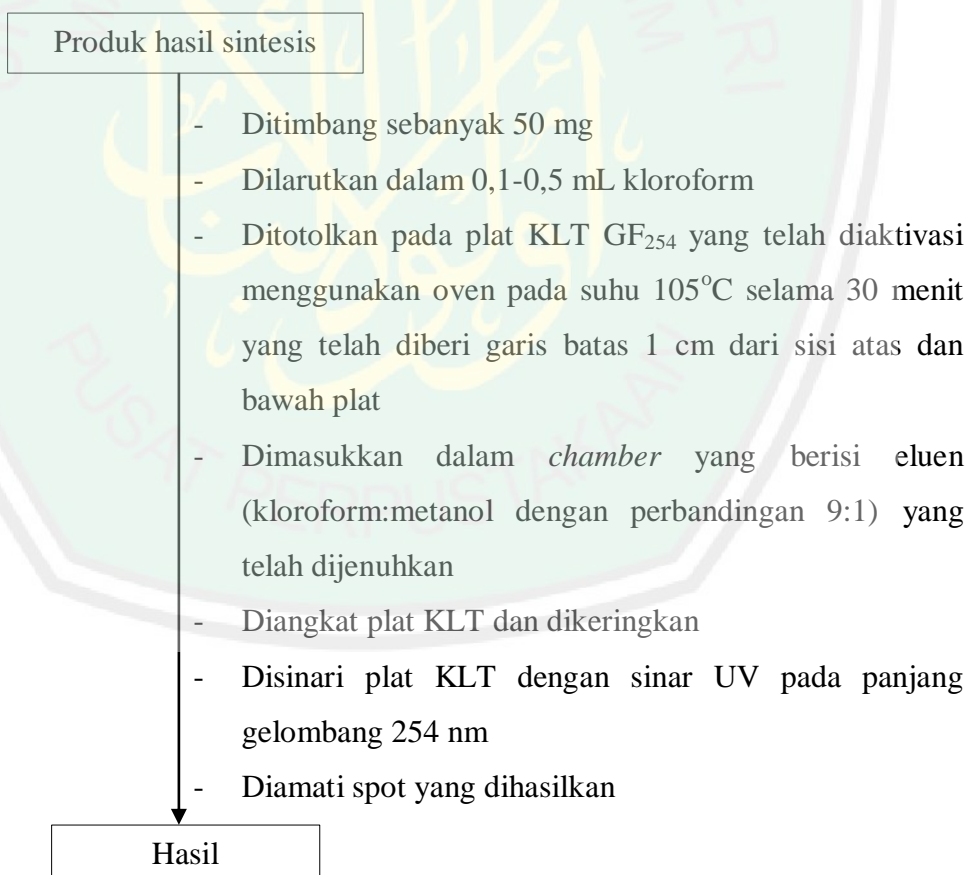 Produk hasil sintesis
- Ditimbang sebanyak 50 mg
- Dilarutkan dalam 0,1-0,5 mL kloroform
- Ditotolkan pada plat KLT GF₂₅₄ yang telah diaktivasi
menggunakan oven pada suhu 105°C selama 30 menit
yang telah diberi garis batas 1 cm dari sisi atas dan
bawah plat
- Dimasukkan dalam chamber yang berisi eluen
(kloroform:metanol dengan perbandingan 9:1) yang
telah dijenuhkan
- Diangkat plat KLT dan dikeringkan
- Disinari plat KLT dengan sinar UV pada panjang
gelombang 254 nm
- Diamati spot yang dihasilkan
Hasil
PUSAT PERPUSTAKAAN